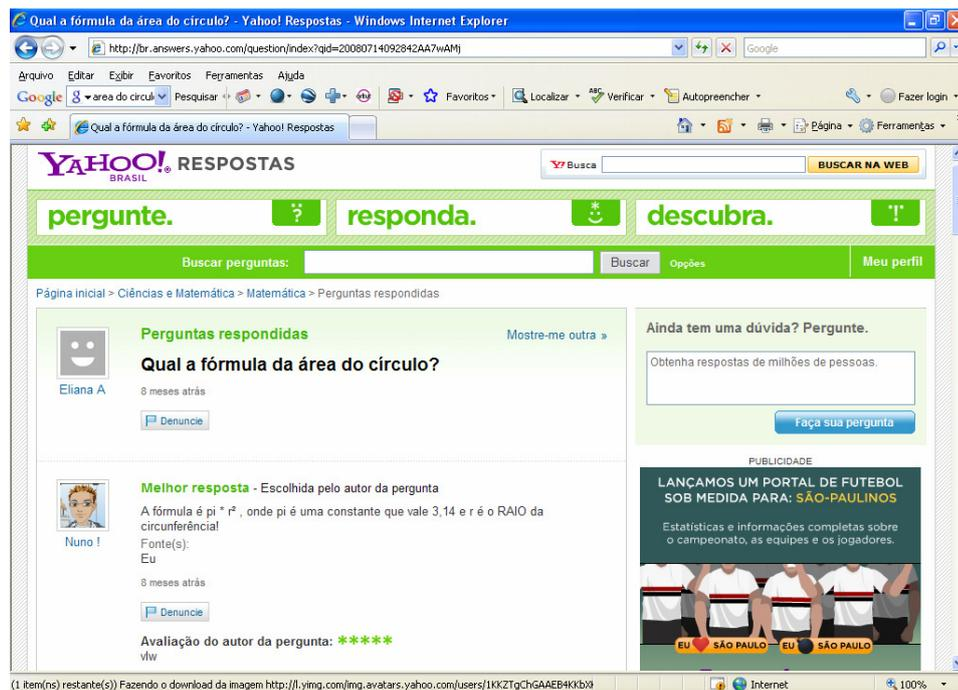 Qual a fórmula da área do círculo? - Yahoo! Respostas - Windows Internet Explorer
http://br.answers.yahoo.com/question/index?qid=20080714092842AA7wAMj
Google
Arquivo Editar Exibir Favoritos Ferramentas Ajuda
Google area do circul Pesquisar Favoritos Localizar Verificar Autopreencher Fazer login
Qual a fórmula da área do círculo? - Yahoo! Respostas Página Ferramentas
YAHOO! RESPOSTAS
BRASIL
Y! Busca BUSCAR NA WEB
pergunte. responda. descubra.
Buscar perguntas: Buscar Opções Meu perfil
Página inicial > Ciências e Matemática > Matemática > Perguntas respondidas
Eliana A
Perguntas respondidas Mostre-me outra »
Qual a fórmula da área do círculo?
8 meses atrás
Denuncie
Nuno !
Melhor resposta - Escolhida pelo autor da pergunta
A fórmula é pi * r² , onde pi é uma constante que vale 3,14 e r é o RAIO da
circunferência!
Fonte(s):
Eu
8 meses atrás
Denuncie
Avaliação do autor da pergunta: *****
vlw
Ainda tem uma dúvida? Pergunte.
Obtenha respostas de milhões de pessoas.
Faça sua pergunta
PUBLICIDADE
LANÇAMOS UM PORTAL DE FUTEBOL
SOB MEDIDA PARA: SÃO-PAULINOS
Estatísticas e informações completas sobre
o campeonato, as equipes e os jogadores.
EU SÃO PAULO EU SÃO PAULO
(1 item(ns) restante(s)) Fazendo o download da imagem http://l.yimg.com/img.avatars.yahoo.com/users/ Internet 100%